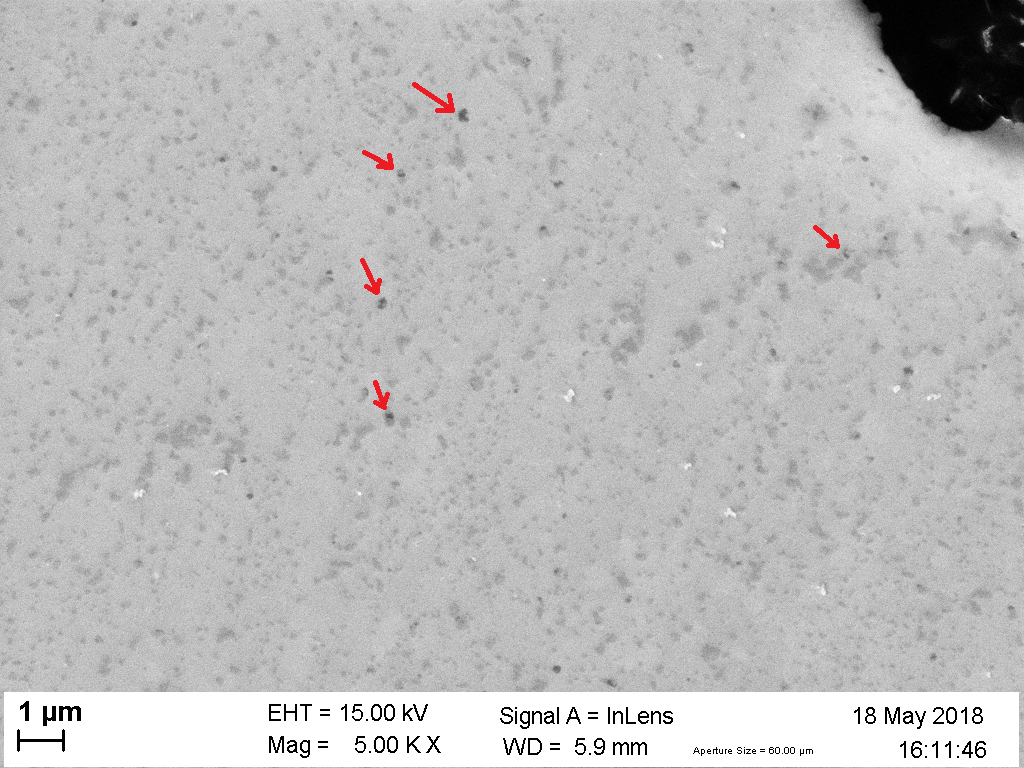 1 µm
EHT = 15.00 kV
Signal A = InLens
18 May 2018
Mag = 5.00 K X
WD = 5.9 mm
Aperture Size = 60.00 µm
16:11:46